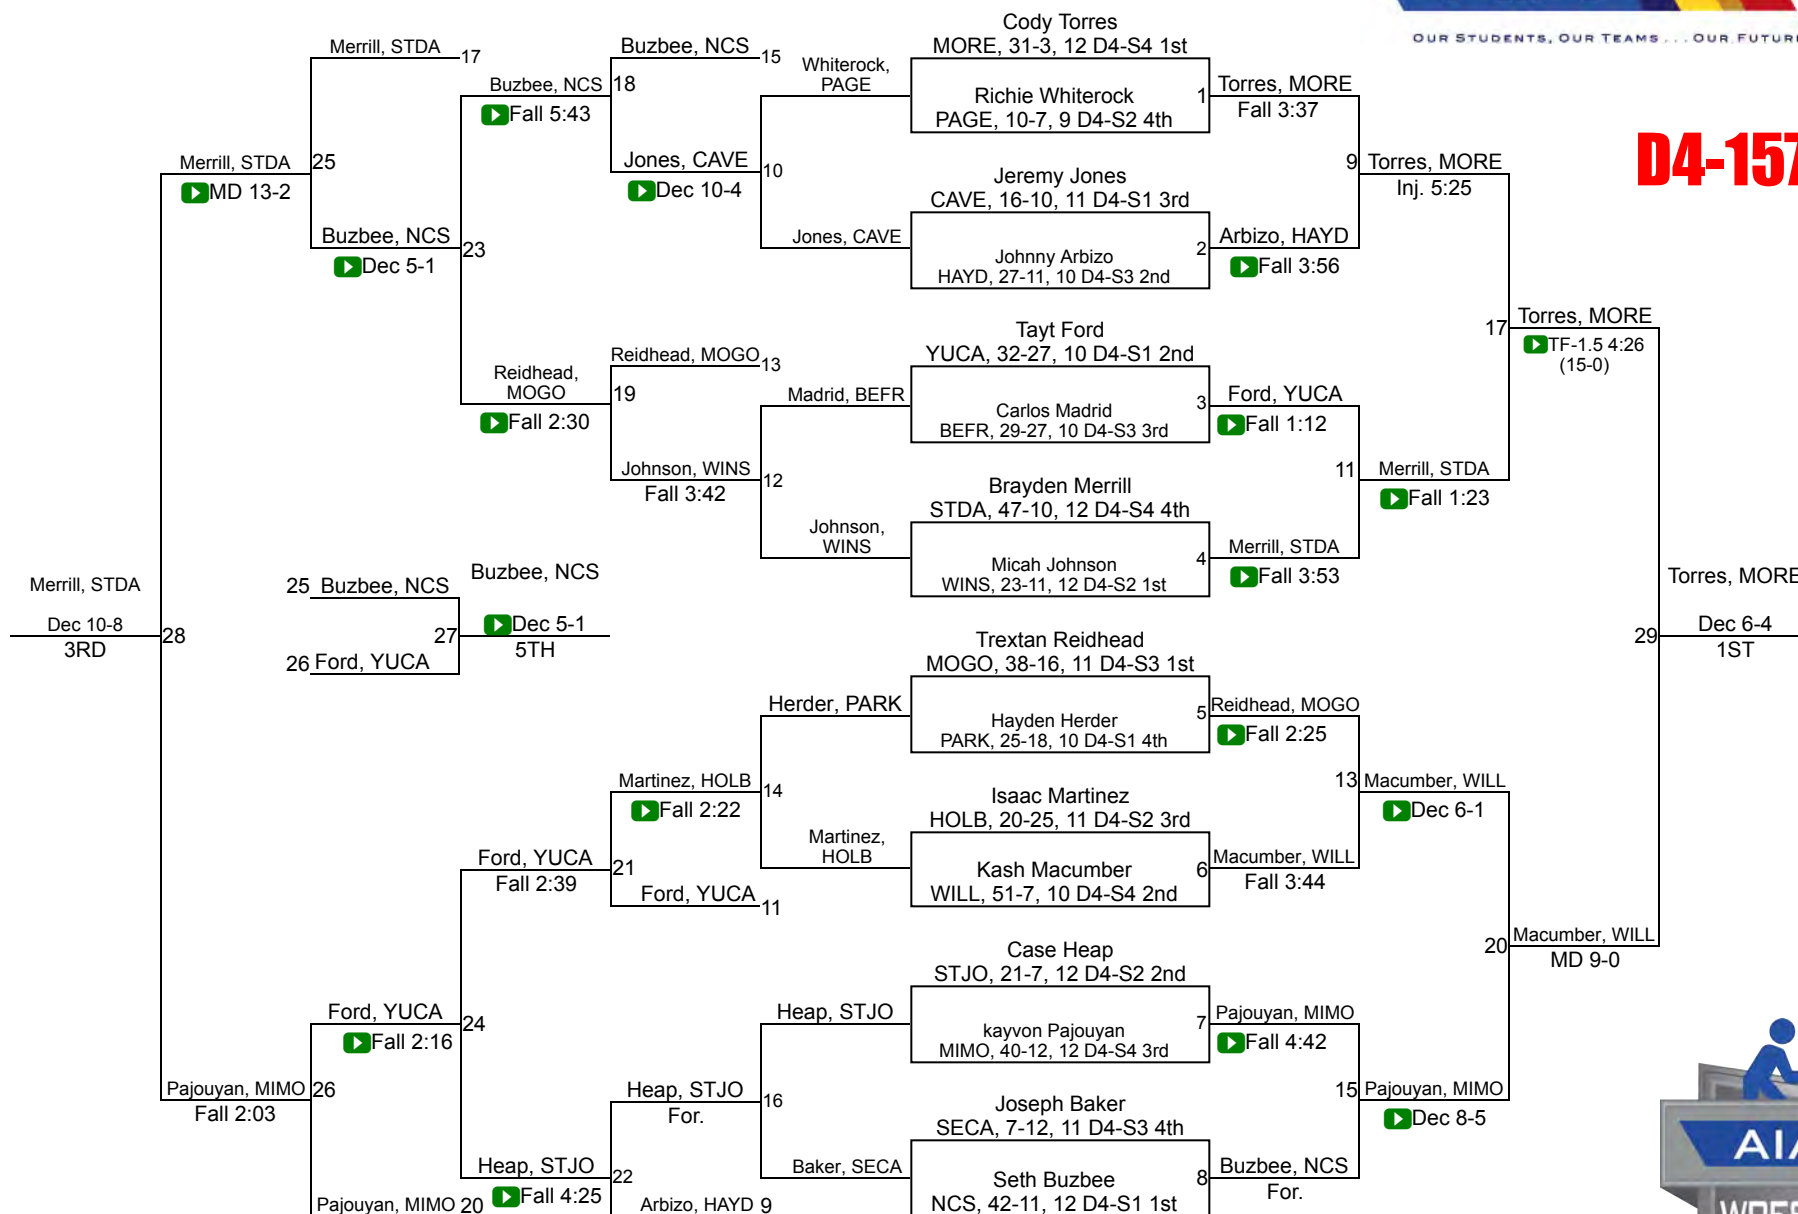 OUR STUDENTS, OUR TEAMS . . . OUR FUTURE
D4-157
Merrill, STDA
17
Buzbee, NCS
18
Fall 5:43
Buzbee, NCS
15
Jones, CAVE
10
Dec 10-4
Whiterock,
PAGE
Jones, CAVE
Cody Torres
MORE, 31-3, 12 D4-S4 1st
Richie Whiterock
PAGE, 10-7, 9 D4-S2 4th
1
Torres, MORE
Fall 3:37
Jeremy Jones
CAVE, 16-10, 11 D4-S1 3rd
Johnny Arbizo
HAYD, 27-11, 10 D4-S3 2nd
2
Arbizo, HAYD
Fall 3:56
9
Torres, MORE
Inj. 5:25
Merrill, STDA
25
MD 13-2
Buzbee, NCS
23
Dec 5-1
Reidhead,
MOGO
19
Fall 2:30
Reidhead, MOGO
13
Johnson, WINS
12
Fall 3:42
Madrid, BEFR
Johnson,
WINS
Tayt Ford
YUCA, 32-27, 10 D4-S1 2nd
Carlos Madrid
BEFR, 29-27, 10 D4-S3 3rd
3
Ford, YUCA
Fall 1:12
Brayden Merrill
STDA, 47-10, 12 D4-S4 4th
Micah Johnson
WINS, 23-11, 12 D4-S2 1st
4
Merrill, STDA
Fall 3:53
11
Merrill, STDA
Fall 1:23
17
Torres, MORE
TF-1.5 4:26
(15-0)
Merrill, STDA
Dec 10-8
3RD
28
25 Buzbee, NCS
26 Ford, YUCA
27
Buzbee, NCS
Dec 5-1
5TH
29
Torres, MORE
Dec 6-4
1ST
Trextan Reidhead
MOGO, 38-16, 11 D4-S3 1st
Hayden Herder
PARK, 25-18, 10 D4-S1 4th
Herder, PARK
5
Reidhead, MOGO
Fall 2:25
Martinez, HOLB
14
Fall 2:22
Martinez,
HOLB
Isaac Martinez
HOLB, 20-25, 11 D4-S2 3rd
Kash Macumber
WILL, 51-7, 10 D4-S4 2nd
6
Macumber, WILL
Fall 3:44
13
Macumber, WILL
Dec 6-1
Ford, YUCA
21
Fall 2:39
Ford, YUCA
11
20
Macumber, WILL
MD 9-0
Ford, YUCA
24
Fall 2:16
Heap, STJO
Case Heap
STJO, 21-7, 12 D4-S2 2nd
kayvon Pajouyan
MIMO, 40-12, 12 D4-S4 3rd
7
Pajouyan, MIMO
Fall 4:42
Pajouyan, MIMO
26
Fall 2:03
Heap, STJO
16
For.
Baker, SECA
Joseph Baker
SECA, 7-12, 11 D4-S3 4th
Seth Buzbee
NCS, 42-11, 12 D4-S1 1st
8
Buzbee, NCS
For.
15
Pajouyan, MIMO
Dec 8-5
Heap, STJO
22
Fall 4:25
Pajouyan, MIMO 20
Arbizo, HAYD 9
AIA